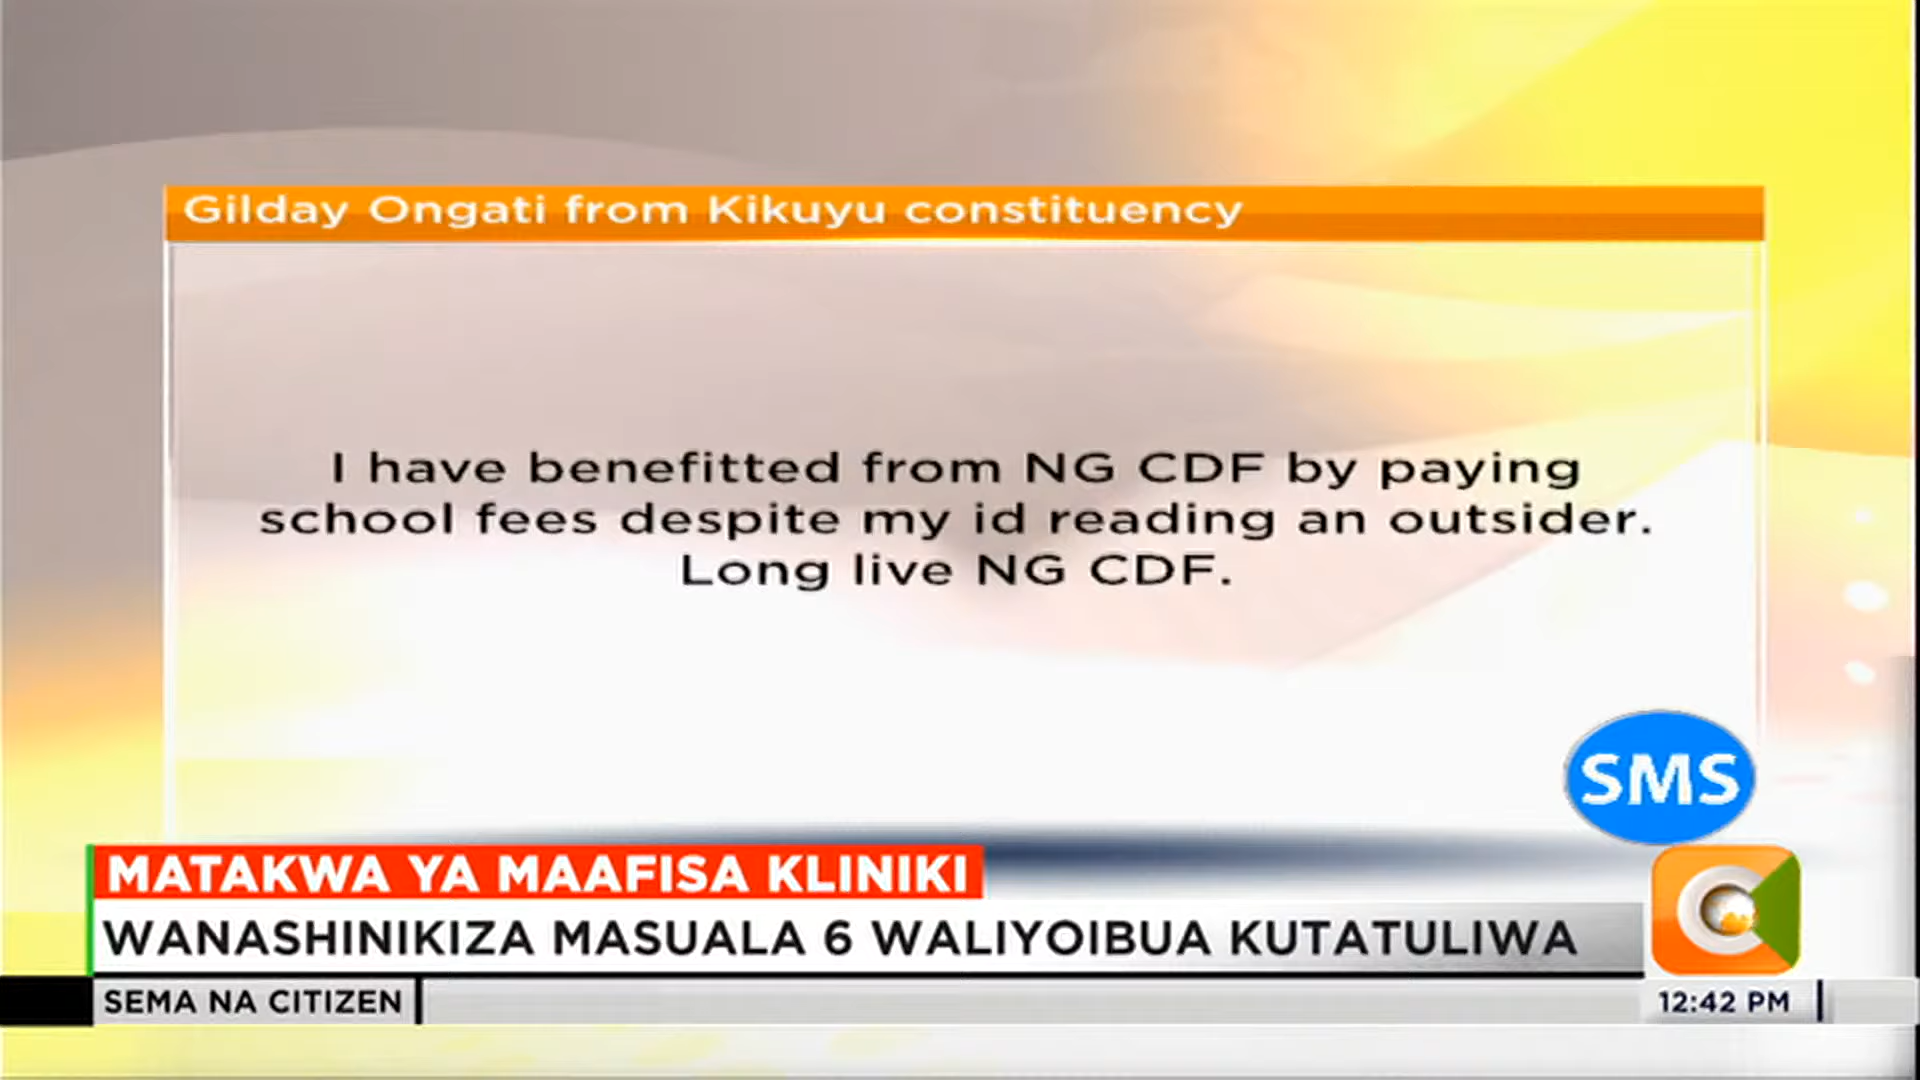 Gilday Ongati from Kikuyu constituency
I have benefitted from NG CDF by paying
school fees despite my id reading an outsider.
Long live NG CDF.
SMS
MATAKWA YA MAAFISA KLINIKI
WANASHINIKIZA MASUALA 6 WALIYOIBUA KUTATULIWA
SEMA NA CITIZEN
12:42 PM